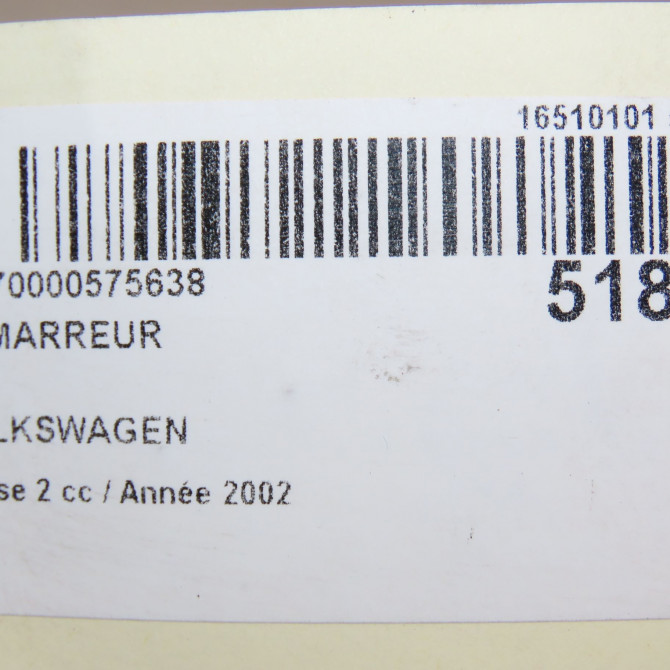 16510101
70000575638
518
MARREUR
LKSWAGEN
se 2 cc / Année 2002